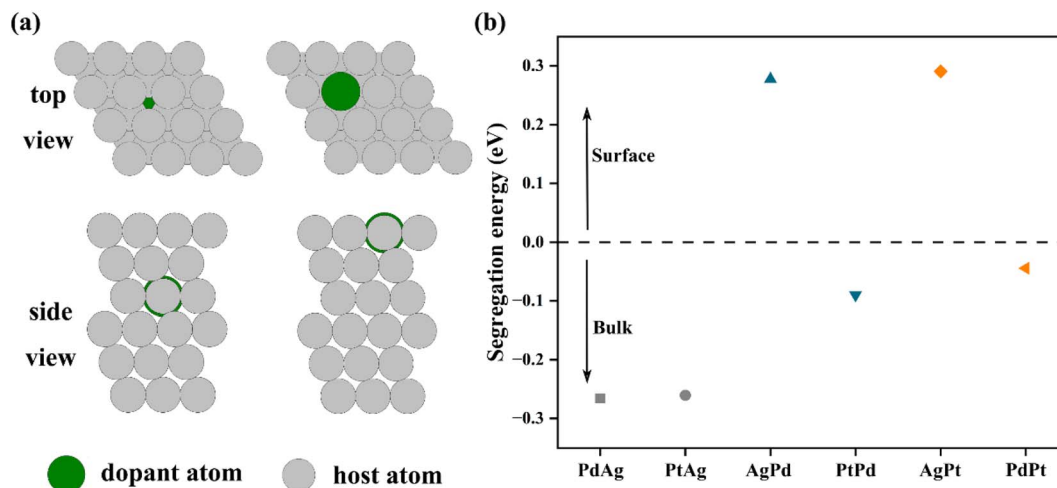 (a)
top
view
side
view
dopant atom
host atom
(b)
Segregation energy (eV)
0.3
0.2
0.1
0.0
−0.1
−0.2
−0.3
Surface
Bulk
PdAg PtAg AgPd PtPd AgPt PdPt